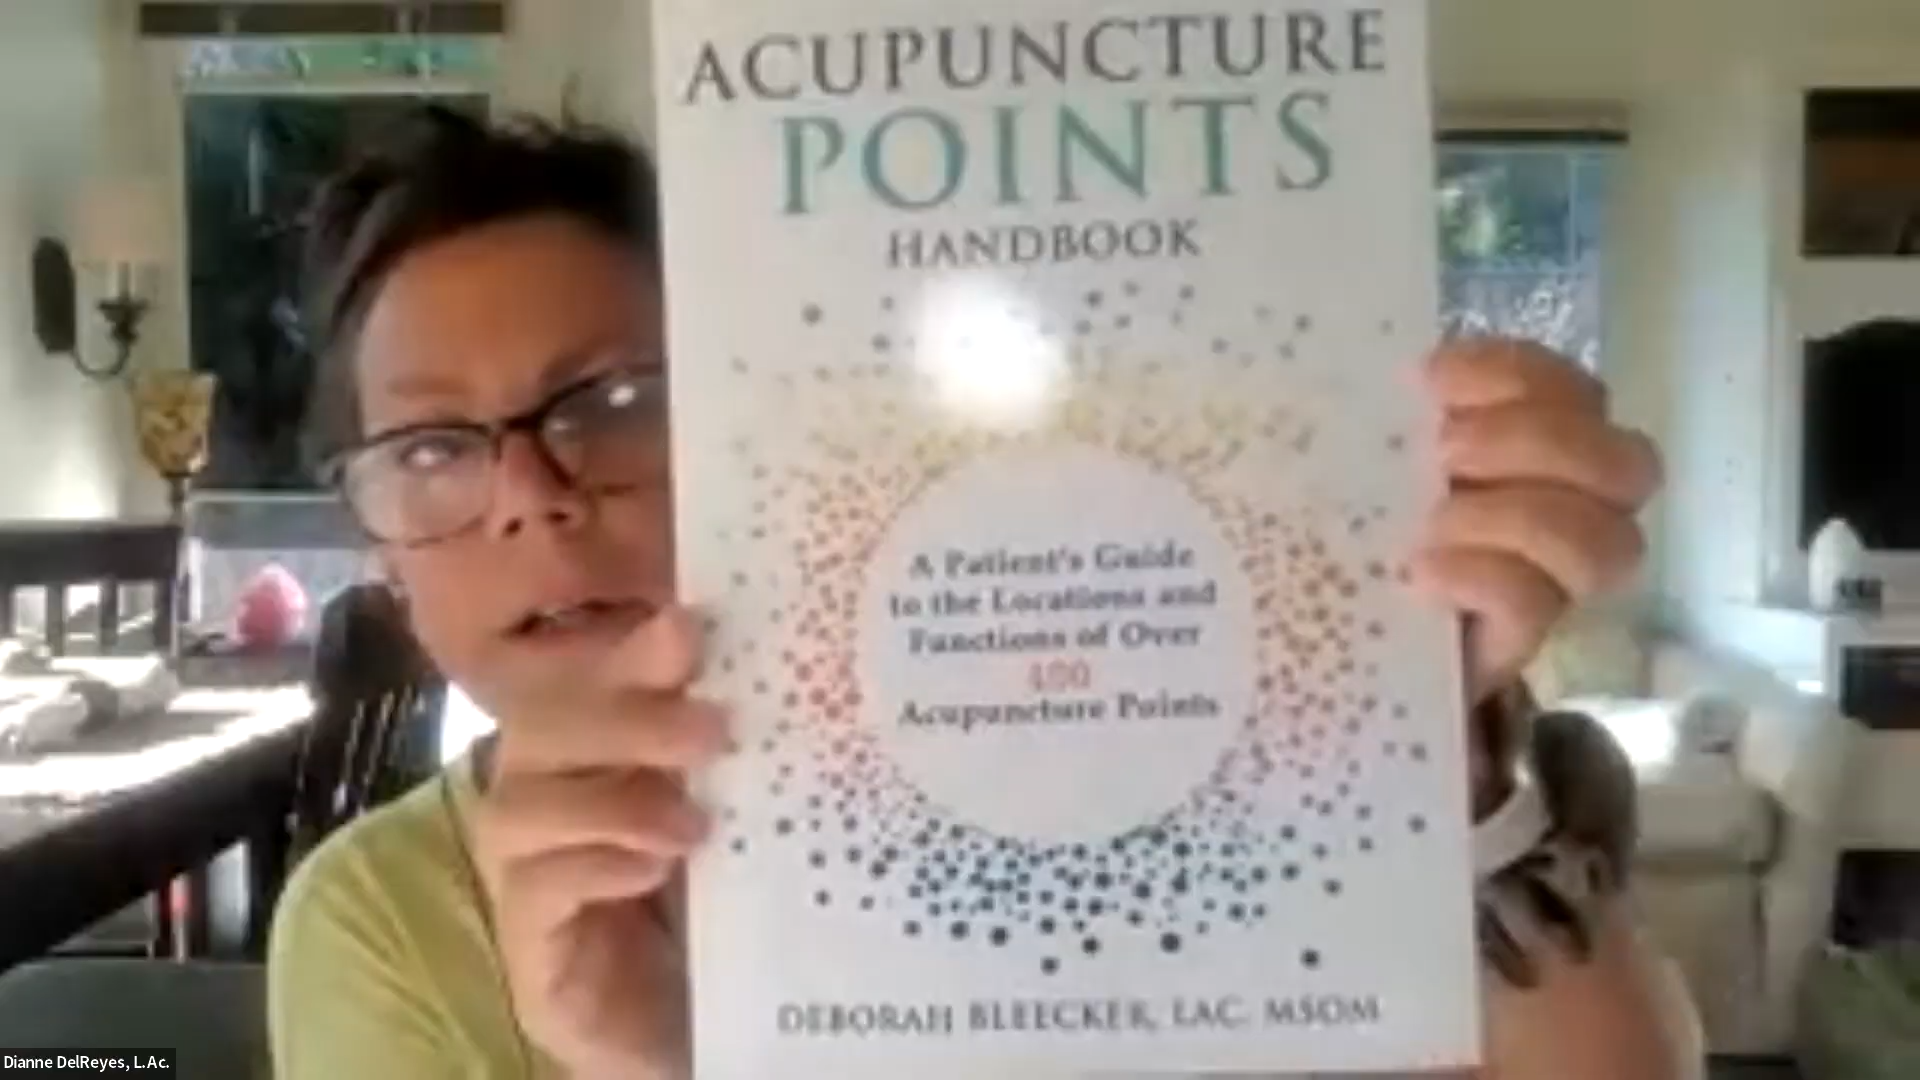 ACUPUNCTURE
POINTS
HANDBOOK
A Patient's Guide
to the Locations and
Functions of Over
400
Acupuncture Points
DEBORAH BLEECKER, LAC, MSOM
Dianne DelReyes, L.Ac.